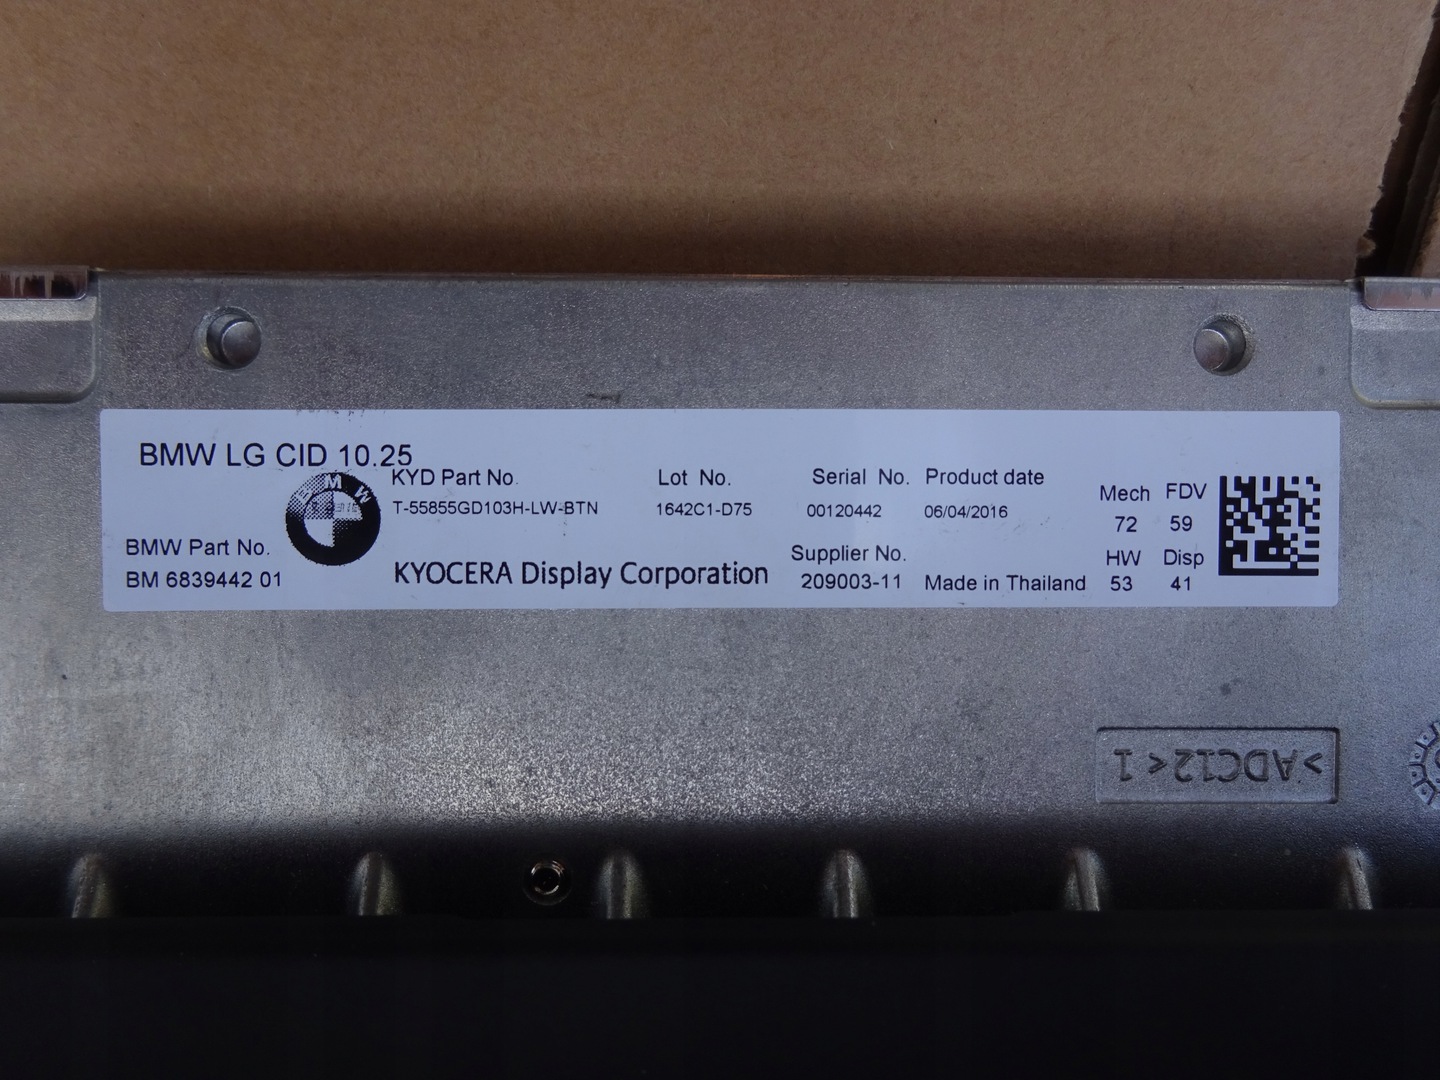 BMW LG CID 10.25
KYD Part No.
T-55855GD103H-LW-BTN
Lot No.
1642C1-D75
Serial No.
00120442
Product date
06/04/2016
Mech
72
FDV
59
BMW
BMW Part No.
BM 6839442 01
KYOCERA Display Corporation
Supplier No.
209003-11
Made in Thailand
HW
53
Disp
41
>ADC12< 1